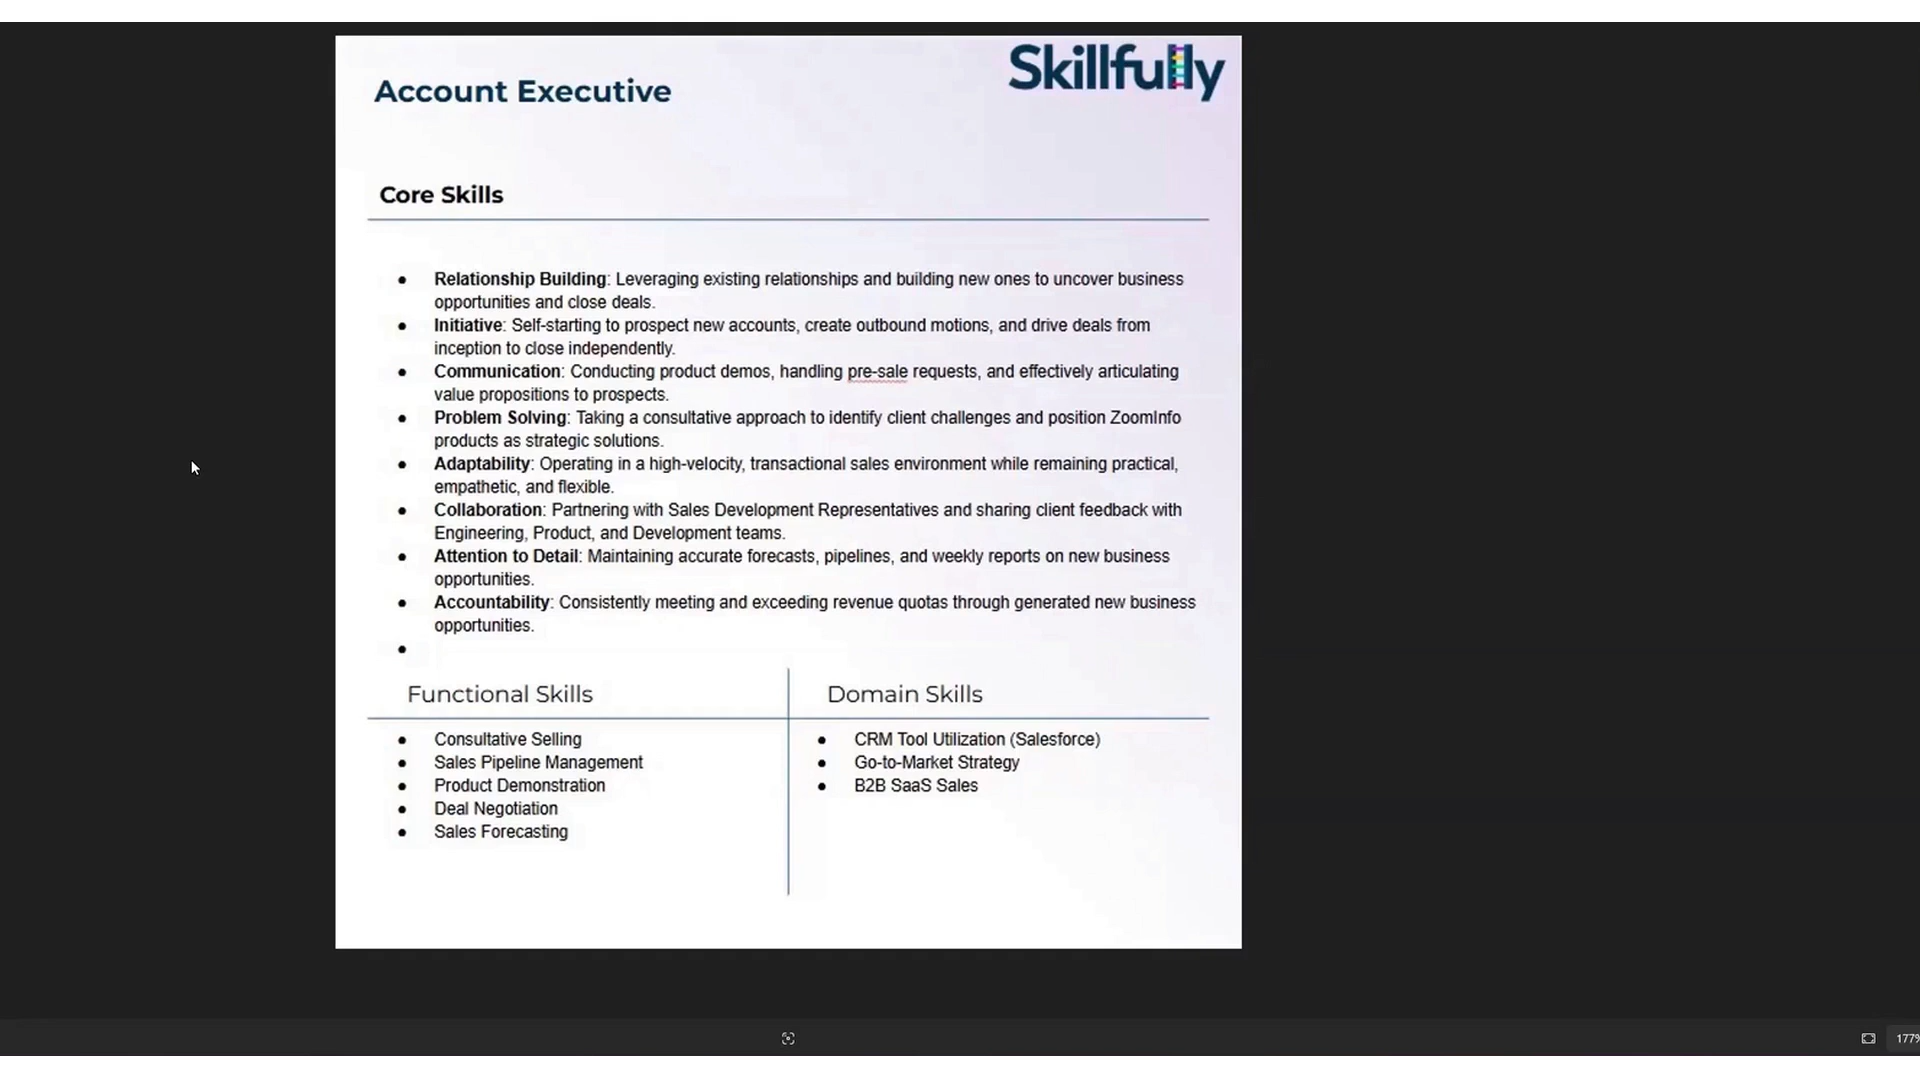 Skillfully
Account Executive
Core Skills
● Relationship Building: Leveraging existing relationships and building new ones to uncover business
opportunities and close deals.
● Initiative: Self-starting to prospect new accounts, create outbound motions, and drive deals from
inception to close independently.
● Communication: Conducting product demos, handling pre-sale requests, and effectively articulating
value propositions to prospects.
● Problem Solving: Taking a consultative approach to identify client challenges and position ZoomInfo
products as strategic solutions.
● Adaptability: Operating in a high-velocity, transactional sales environment while remaining practical,
empathetic, and flexible.
● Collaboration: Partnering with Sales Development Representatives and sharing client feedback with
Engineering, Product, and Development teams.
● Attention to Detail: Maintaining accurate forecasts, pipelines, and weekly reports on new business
opportunities.
● Accountability: Consistently meeting and exceeding revenue quotas through generated new business
opportunities.
●
Functional Skills
● Consultative Selling
● Sales Pipeline Management
● Product Demonstration
● Deal Negotiation
● Sales Forecasting
Domain Skills
● CRM Tool Utilization (Salesforce)
● Go-to-Market Strategy
● B2B SaaS Sales
177%